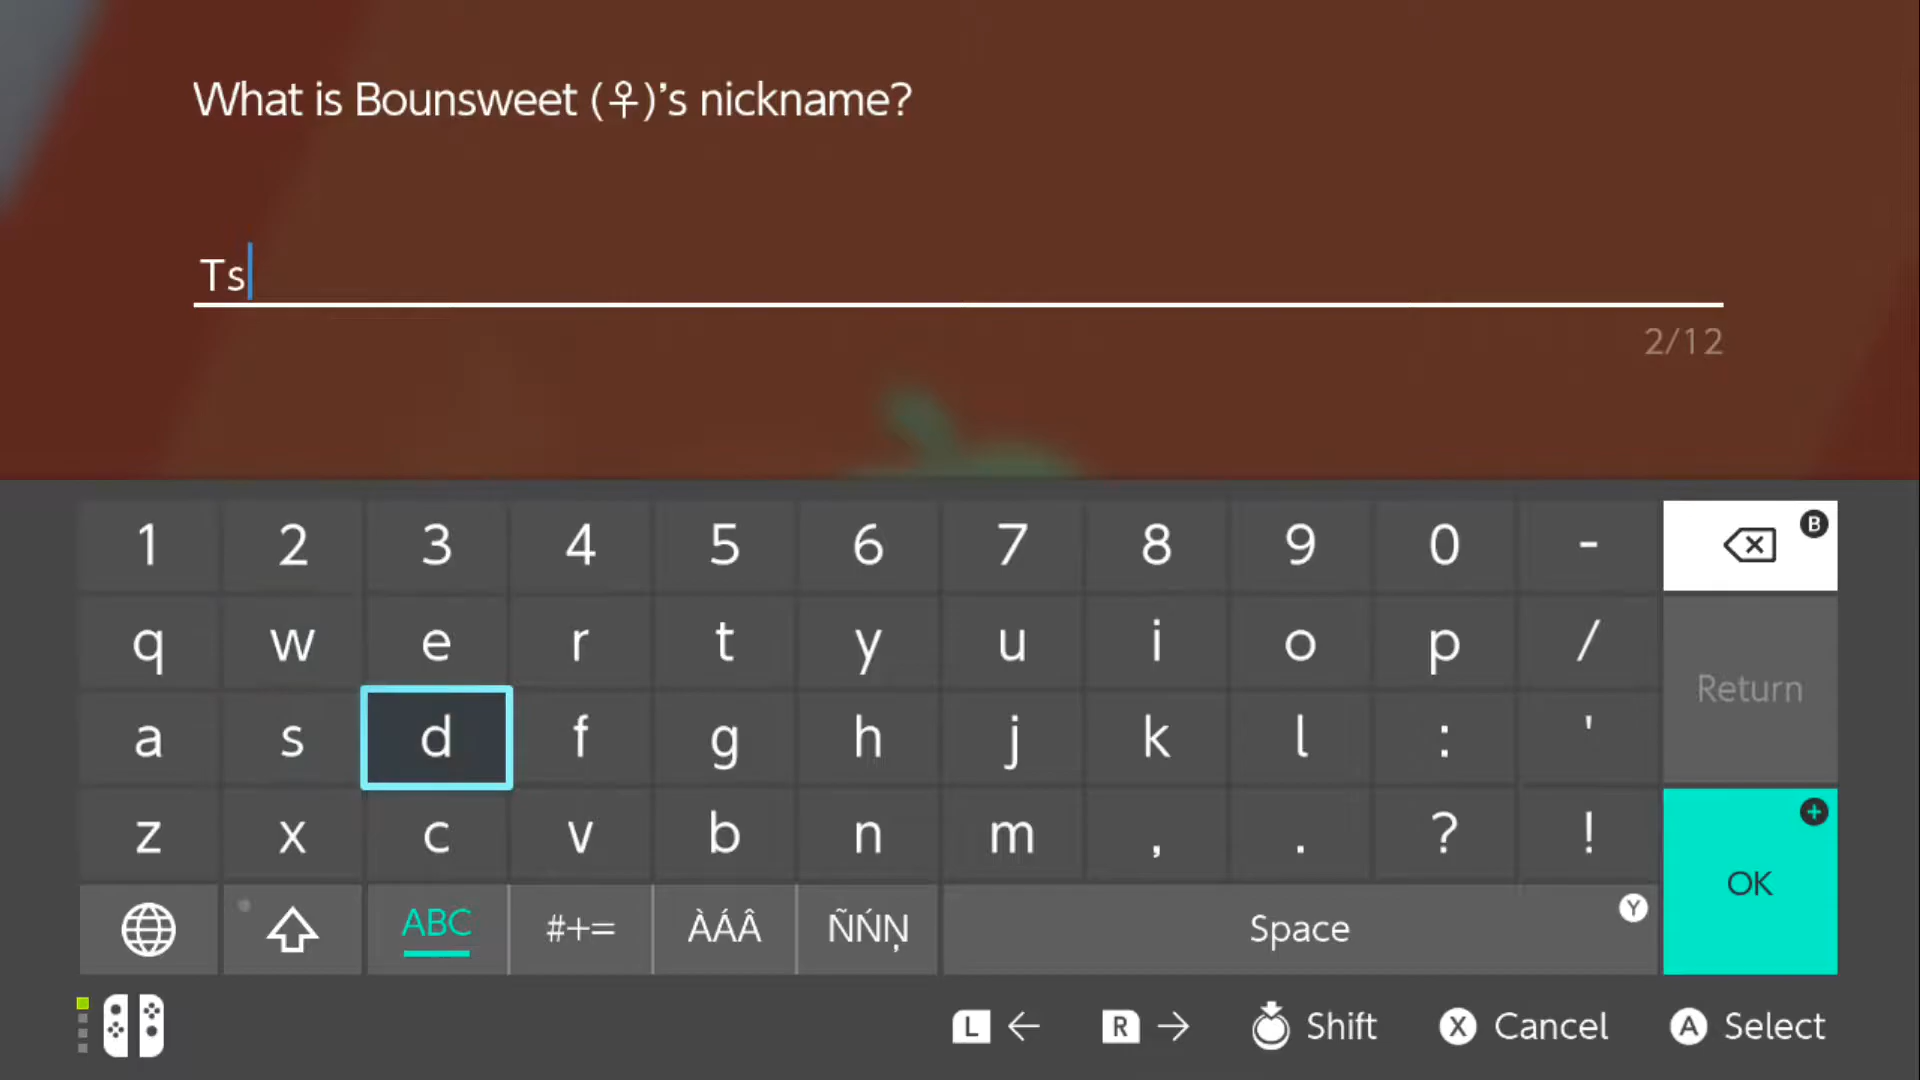 What is Bounsweet (♀)'s nickname?
Ts
2/12
1 2 3 4 5 6 7 8 9 0 - B
q w e r t y u i o p /
Return
a s d f g h j k l : '
z x c v b n m , . ? ! +
OK
ABC #+= ÀÁÂ ÑŃŅ Space Y
L ← R → Shift X Cancel A Select